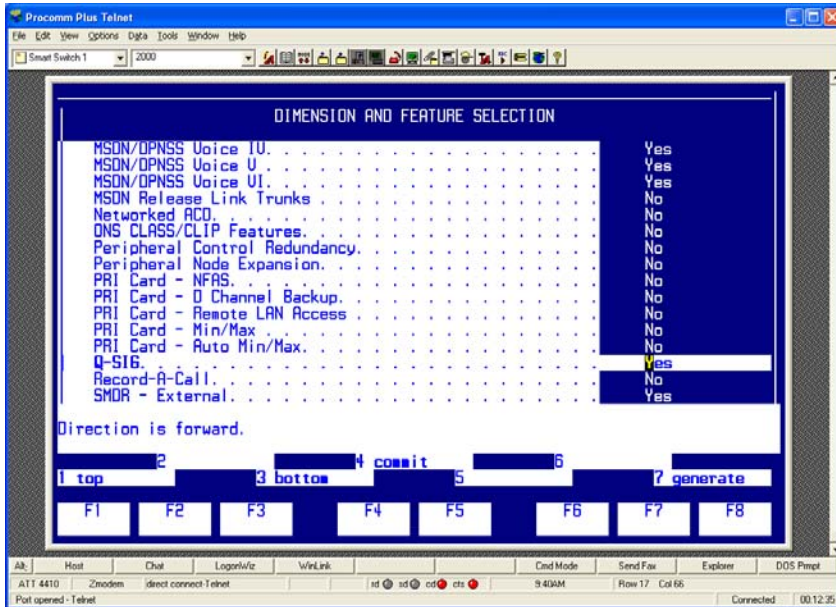 Procomm Plus Telnet
File Edit View Options Data Tools Window Help
Smart Switch 1 2000
DIMENSION AND FEATURE SELECTION
MSDN/DPNSS Voice IV. . . . . . . . . . . . . . . . . . . . Yes
MSDN/DPNSS Voice V . . . . . . . . . . . . . . . . . . . . Yes
MSDN/DPNSS Voice VI. . . . . . . . . . . . . . . . . . . . Yes
MSDN Release Link Trunks . . . . . . . . . . . . . . . . . No
Networked ACD. . . . . . . . . . . . . . . . . . . . . . . No
ONS CLASS/CLIP Features. . . . . . . . . . . . . . . . . . No
Peripheral Control Redundancy. . . . . . . . . . . . . . . No
Peripheral Node Expansion. . . . . . . . . . . . . . . . . No
PRI Card - NFAS. . . . . . . . . . . . . . . . . . . . . . No
PRI Card - D Channel Backup. . . . . . . . . . . . . . . . No
PRI Card - Remote LAN Access . . . . . . . . . . . . . . . No
PRI Card - Min/Max . . . . . . . . . . . . . . . . . . . . No
PRI Card - Auto Min/Max. . . . . . . . . . . . . . . . . . No
Q-SIG. . . . . . . . . . . . . . . . . . . . . . . . . . . Yes
Record-A-Call. . . . . . . . . . . . . . . . . . . . . . . No
SMDR - External. . . . . . . . . . . . . . . . . . . . . . Yes
Direction is forward.
2 4 commit 6
1 top 3 bottom 5 7 generate
F1 F2 F3 F4 F5 F6 F7 F8
Alt- Host Chat LogonWiz WinLink Cmd Mode Send Fax Explorer DOS Prmpt
ATT 4410 Zmodem direct connect-Telnet rd sd cd cts 9:40AM Row 17 Col 66
Port opened - Telnet Connected 00:12:35